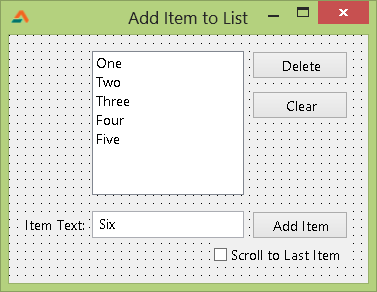 Add Item to List
One
Two
Three
Four
Five
Delete
Clear
Item Text: Six Add Item
Scroll to Last Item